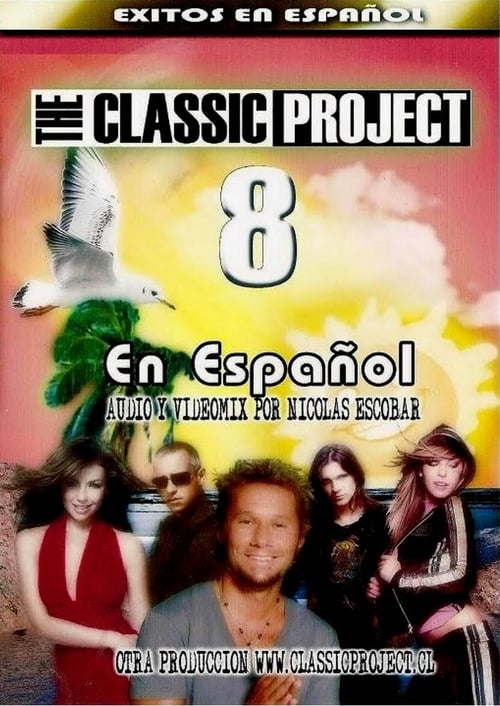 EXITOS EN ESPAÑOL
THE CLASSIC PROJECT
8
En Español
AUDIO Y VIDEOMIX POR NICOLAS ESCOBAR
OTRA PRODUCCION WWW.CLASSICPROJECT.CL